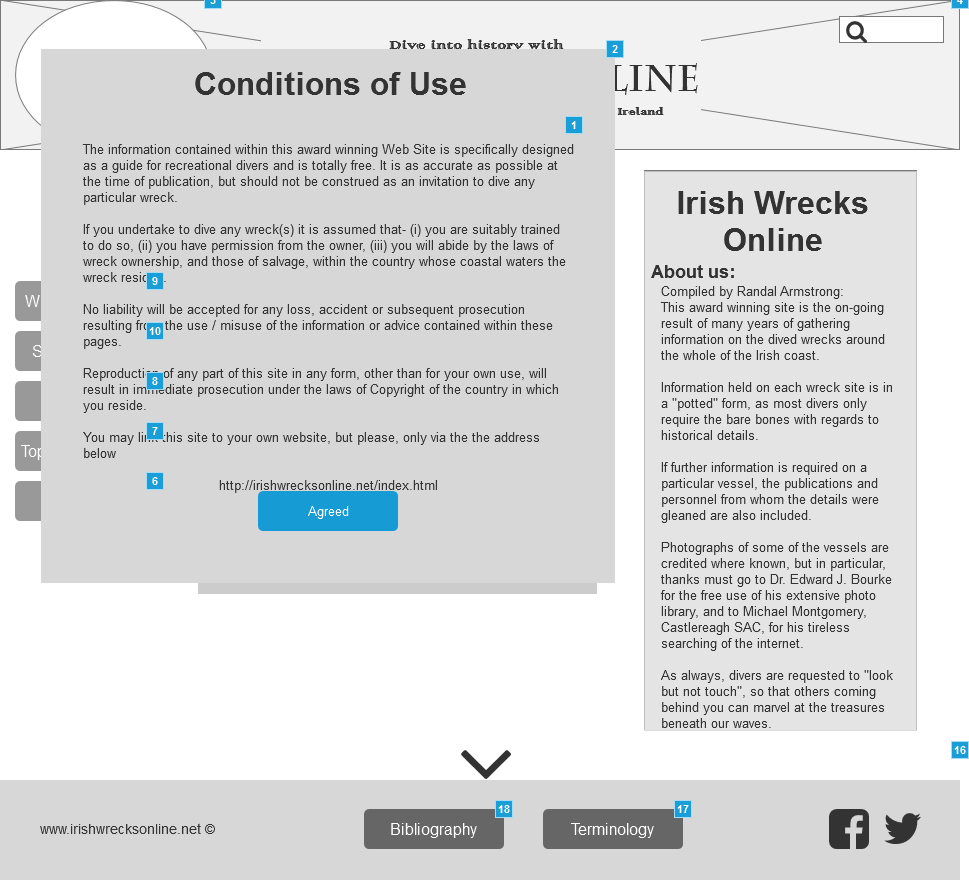 3
4
Dive into history with
2
Conditions of Use
LINE
Ireland
1
The information contained within this award winning Web Site is specifically designed
as a guide for recreational divers and is totally free. It is as accurate as possible at
the time of publication, but should not be construed as an invitation to dive any
particular wreck.
If you undertake to dive any wreck(s) it is assumed that- (i) you are suitably trained
to do so, (ii) you have permission from the owner, (iii) you will abide by the laws of
wreck ownership, and those of salvage, within the country whose coastal waters the
wreck
9
No liability will be accepted for any loss, accident or subsequent prosecution
resulting the use / misuse of the information or advice contained within these
10
pages.
of any part of this site in any form, other than for your own use, will
8
result in prosecution under the laws of Copyright of the country in which
you reside.
7
You may this site to your own website, but please, only via the the address
below
6
http://irishwrecksonline.net/index.html
Agreed
W
S
Top
Irish Wrecks
Online
About us:
Compiled by Randal Armstrong:
This award winning site is the on-going
result of many years of gathering
information on the dived wrecks around
the whole of the Irish coast.
Information held on each wreck site is in
a "potted" form, as most divers only
require the bare bones with regards to
historical details.
If further information is required on a
particular vessel, the publications and
personnel from whom the details were
gleaned are also included.
Photographs of some of the vessels are
credited where known, but in particular,
thanks must go to Dr. Edward J. Bourke
for the free use of his extensive photo
library, and to Michael Montgomery,
Castlereagh SAC, for his tireless
searching of the internet.
As always, divers are requested to "look
but not touch", so that others coming
behind you can marvel at the treasures
beneath our waves.
16
www.irishwrecksonline.net ©
Bibliography
18
Terminology
17